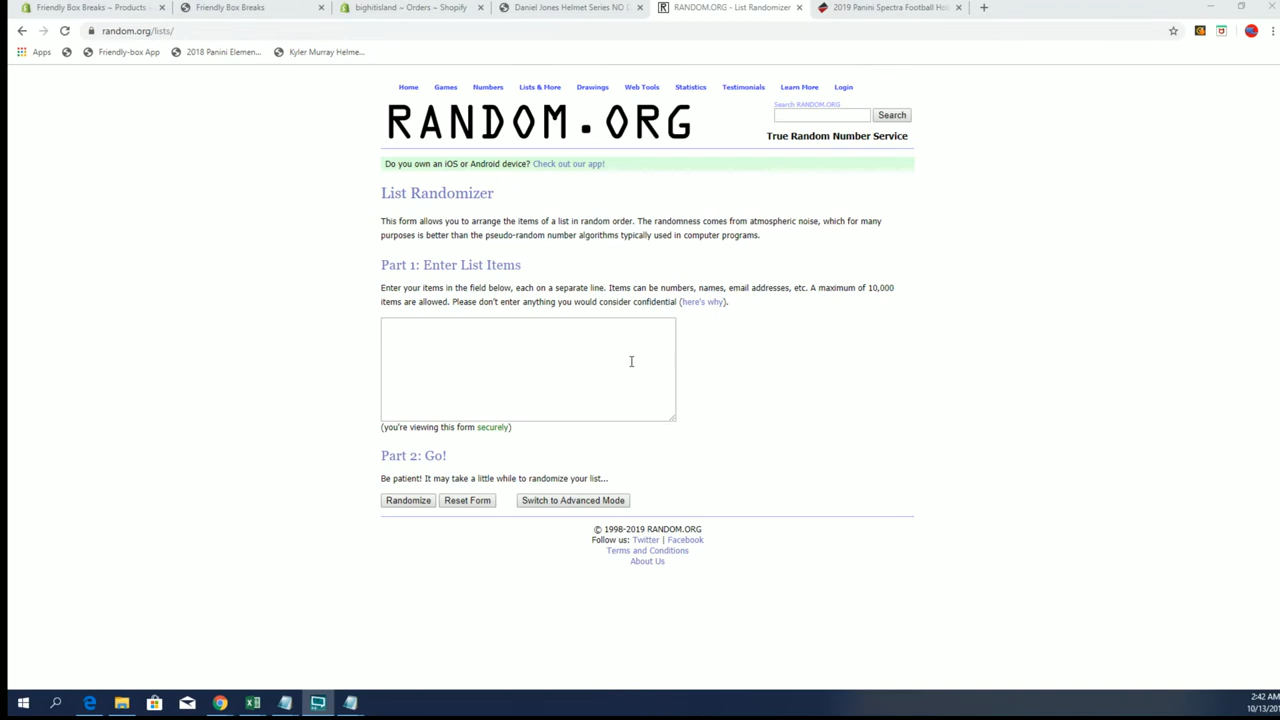 Friendly Box Breaks ~ Products ~
Friendly Box Breaks
bighitisland ~ Orders ~ Shopify
Daniel Jones Helmet Series NO D
RANDOM.ORG - List Randomizer
2019 Panini Spectra Football Ho
random.org/lists/
Apps
Friendly-box App
2018 Panini Elemen...
Kyler Murray Helme...
Home
Games
Numbers
Lists & More
Drawings
Web Tools
Statistics
Testimonials
Learn More
Login
RANDOM.ORG
Search RANDOM.ORG
Search
True Random Number Service
Do you own an iOS or Android device? Check out our app!
List Randomizer
This form allows you to arrange the items of a list in random order. The randomness comes from atmospheric noise, which for many
purposes is better than the pseudo-random number algorithms typically used in computer programs.
Part 1: Enter List Items
Enter your items in the field below, each on a separate line. Items can be numbers, names, email addresses, etc. A maximum of 10,000
items are allowed. Please don't enter anything you would consider confidential (here's why).
(you're viewing this form securely)
Part 2: Go!
Be patient! It may take a little while to randomize your list...
Randomize
Reset Form
Switch to Advanced Mode
© 1998-2019 RANDOM.ORG
Follow us: Twitter | Facebook
Terms and Conditions
About Us
2:42 AM
10/13/201